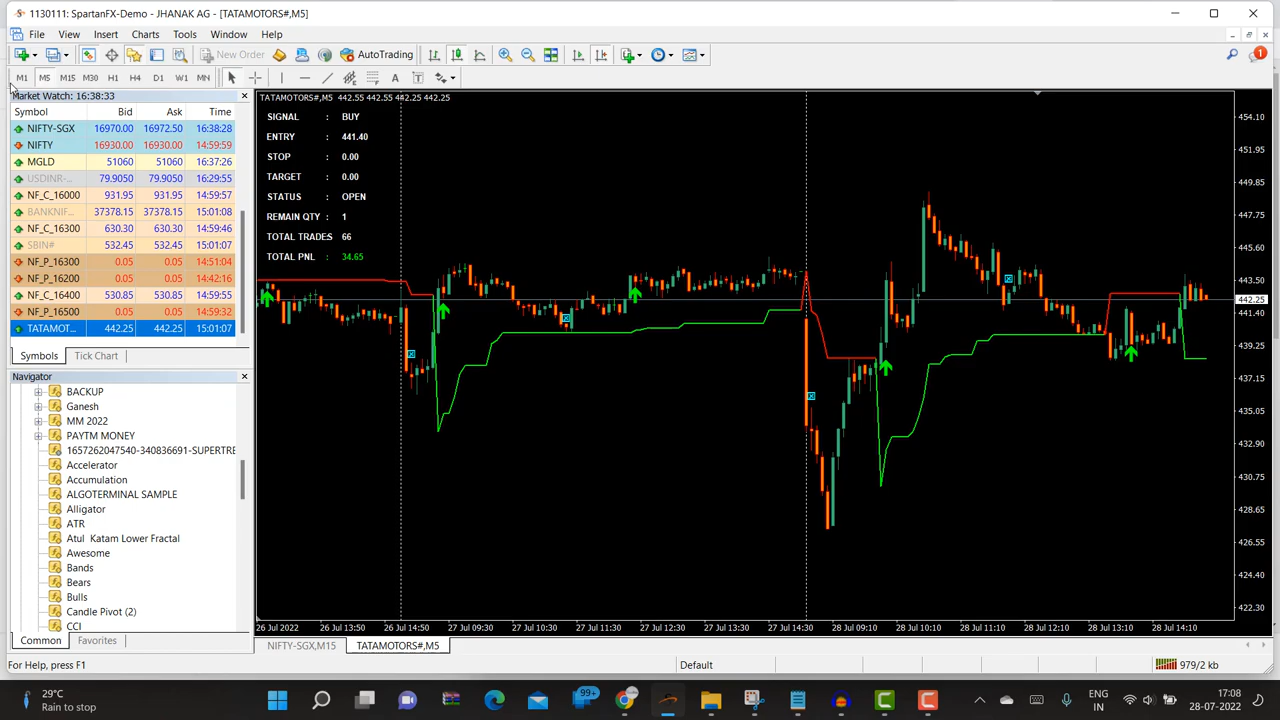 1130111: SpartanFX-Demo - JHANAK AG - [TATAMOTORS#,M5]
File View Insert Charts Tools Window Help
New Order AutoTrading 1
M1 M5 M15 M30 H1 H4 D1 W1 MN A T
Market Watch: 16:38:33
Symbol Bid Ask Time
NIFTY-SGX 16970.00 16972.50 16:38:28
NIFTY 16930.00 16930.00 14:59:59
MGLD 51060 51060 16:37:26
USDINR-... 79.9050 79.9050 16:29:55
NF_C_16000 931.95 931.95 14:59:57
BANKNIF... 37378.15 37378.15 15:01:08
NF_C_16300 630.30 630.30 14:59:46
SBIN# 532.45 532.45 15:01:07
NF_P_16300 0.05 0.05 14:51:04
NF_P_16200 0.05 0.05 14:42:16
NF_C_16400 530.85 530.85 14:59:55
NF_P_16500 0.05 0.05 14:59:32
TATAMOT... 442.25 442.25 15:01:07
Symbols Tick Chart
Navigator
BACKUP
Ganesh
MM 2022
PAYTM MONEY
1657262047540-340836691-SUPERTRE
Accelerator
Accumulation
ALGOTERMINAL SAMPLE
Alligator
ATR
Atul Katam Lower Fractal
Awesome
Bands
Bears
Bulls
Candle Pivot (2)
CCI
Common Favorites
TATAMOTORS#,M5 442.55 442.55 442.25 442.25
SIGNAL : BUY
ENTRY : 441.40
STOP : 0.00
TARGET : 0.00
STATUS : OPEN
REMAIN QTY : 1
TOTAL TRADES 66
TOTAL PNL : 34.65
454.10
451.95
449.85
447.75
445.60
443.50
442.25
441.40
439.25
437.15
435.05
432.90
430.75
428.65
426.55
424.40
422.30
26 Jul 2022 26 Jul 13:50 26 Jul 14:50 27 Jul 09:30 27 Jul 10:30 27 Jul 11:30 27 Jul 12:30 27 Jul 13:30 27 Jul 14:30 28 Jul 09:10 28 Jul 10:10 28 Jul 11:10 28 Jul 12:10 28 Jul 13:10 28 Jul 14:10
NIFTY-SGX,M15 TATAMOTORS#,M5
For Help, press F1 Default 979/2 kb
29°C
Rain to stop
99+
ENG
IN
17:08
28-07-2022